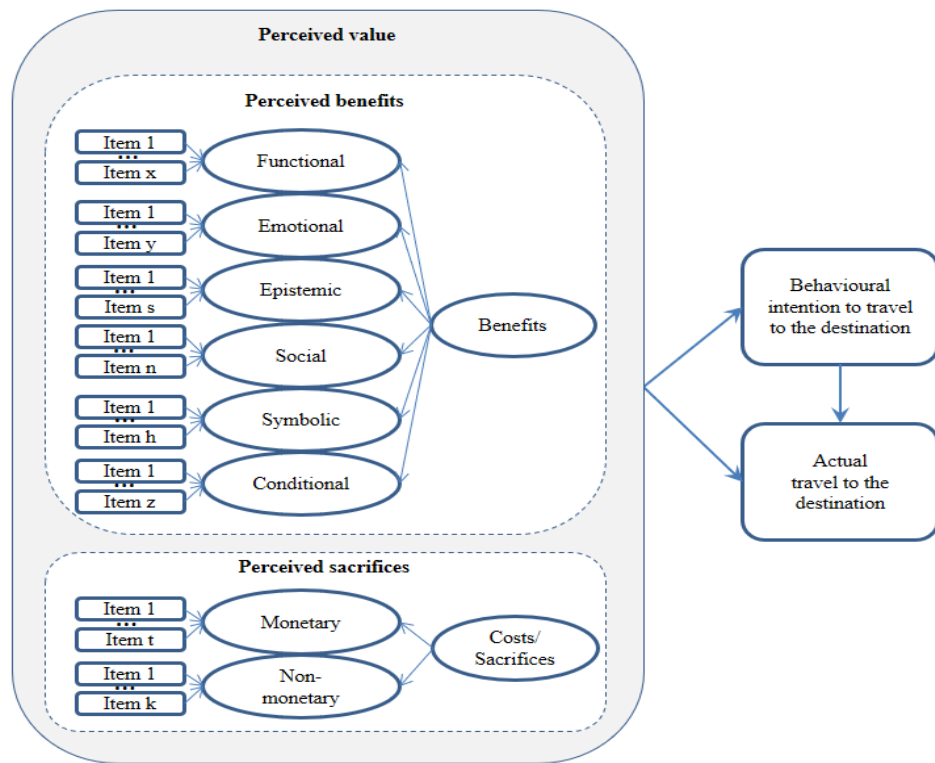 Perceived value
Perceived benefits
Item 1
...
Item x
Functional
Item 1
...
Item y
Emotional
Item 1
...
Item s
Epistemic
Item 1
...
Item n
Social
Item 1
...
Item h
Symbolic
Item 1
...
Item z
Conditional
Benefits
Perceived sacrifices
Item 1
...
Item t
Monetary
Item 1
...
Item k
Non-
monetary
Costs/
Sacrifices
Behavioural
intention to travel
to the destination
Actual
travel to the
destination